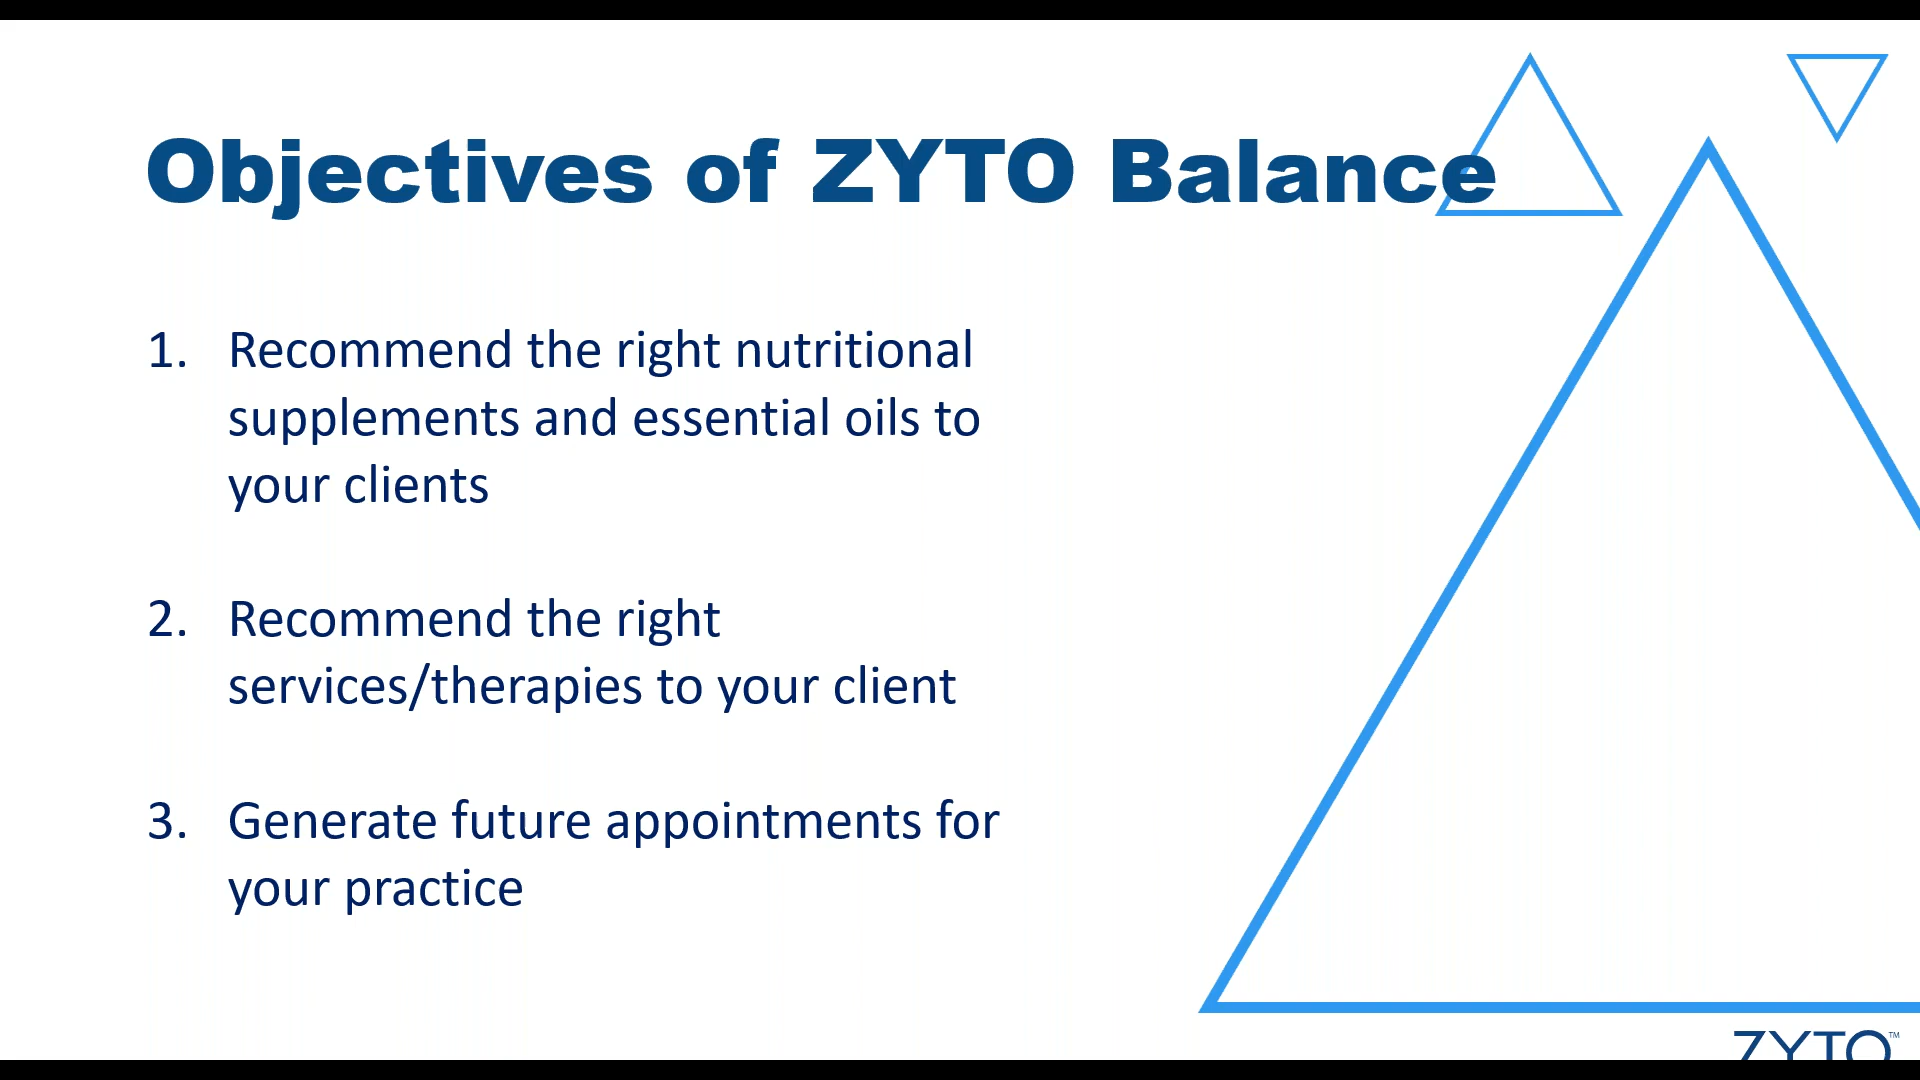 Objectives of ZYTO Balance
1. Recommend the right nutritional
supplements and essential oils to
your clients
2. Recommend the right
services/therapies to your client
3. Generate future appointments for
your practice
ZYTO™